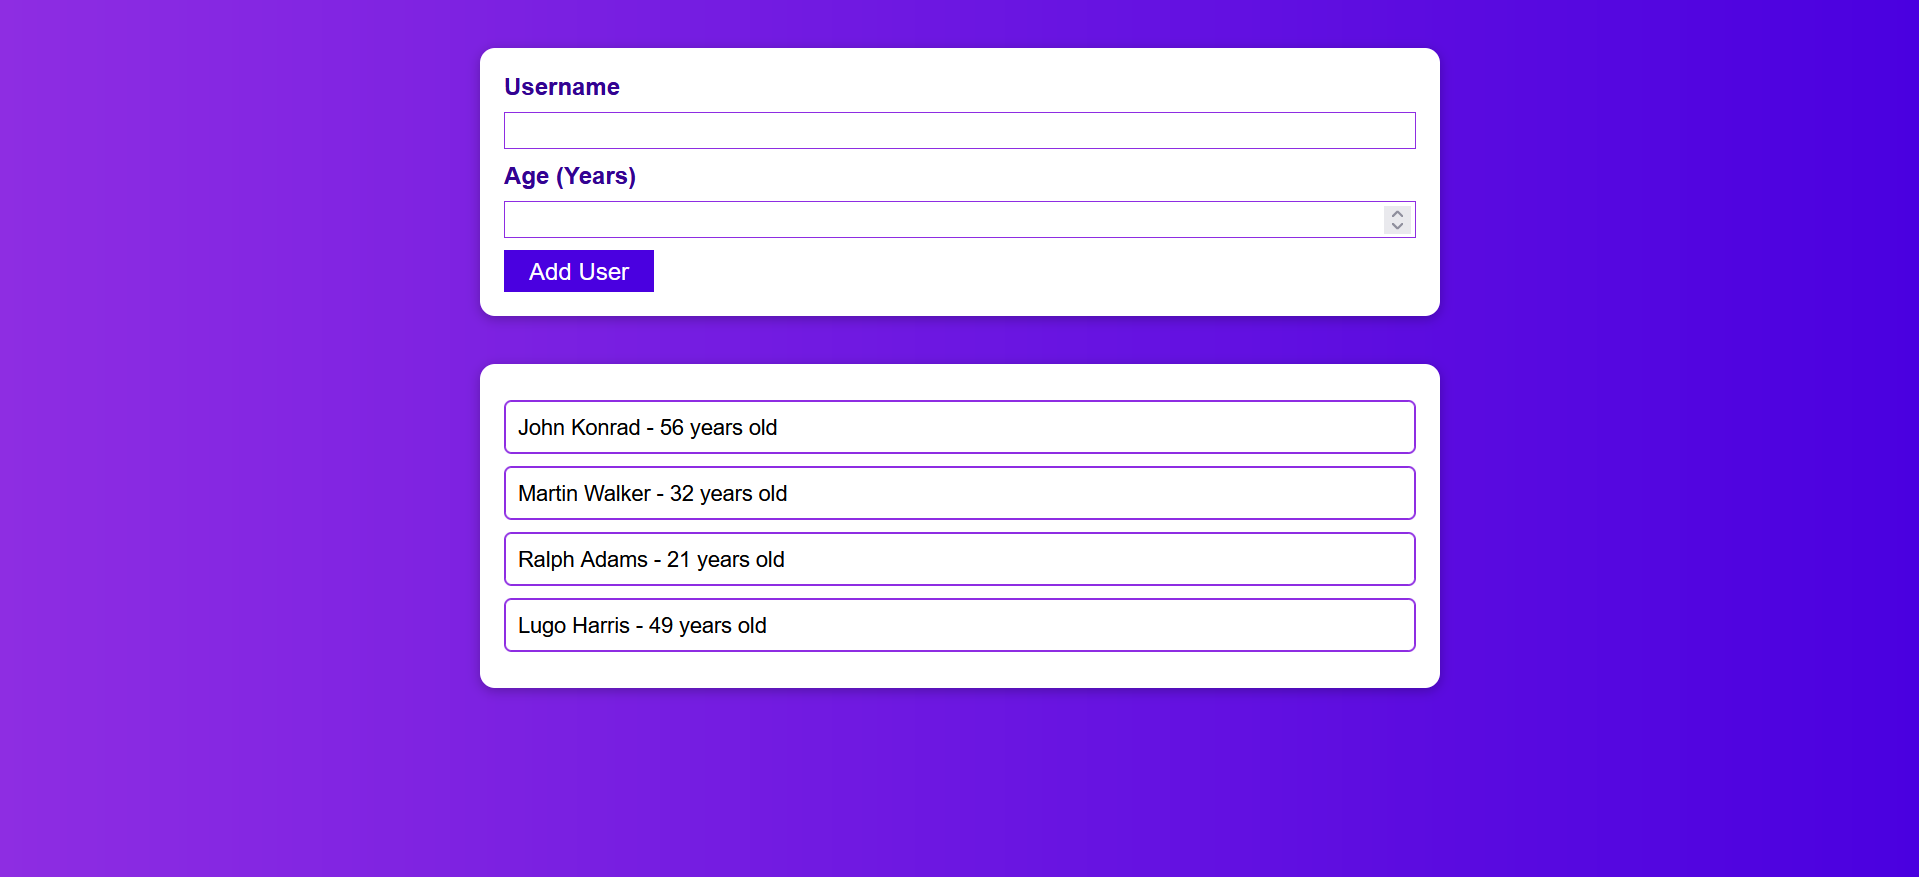 Username
Age (Years)
Add User
John Konrad - 56 years old
Martin Walker - 32 years old
Ralph Adams - 21 years old
Lugo Harris - 49 years old